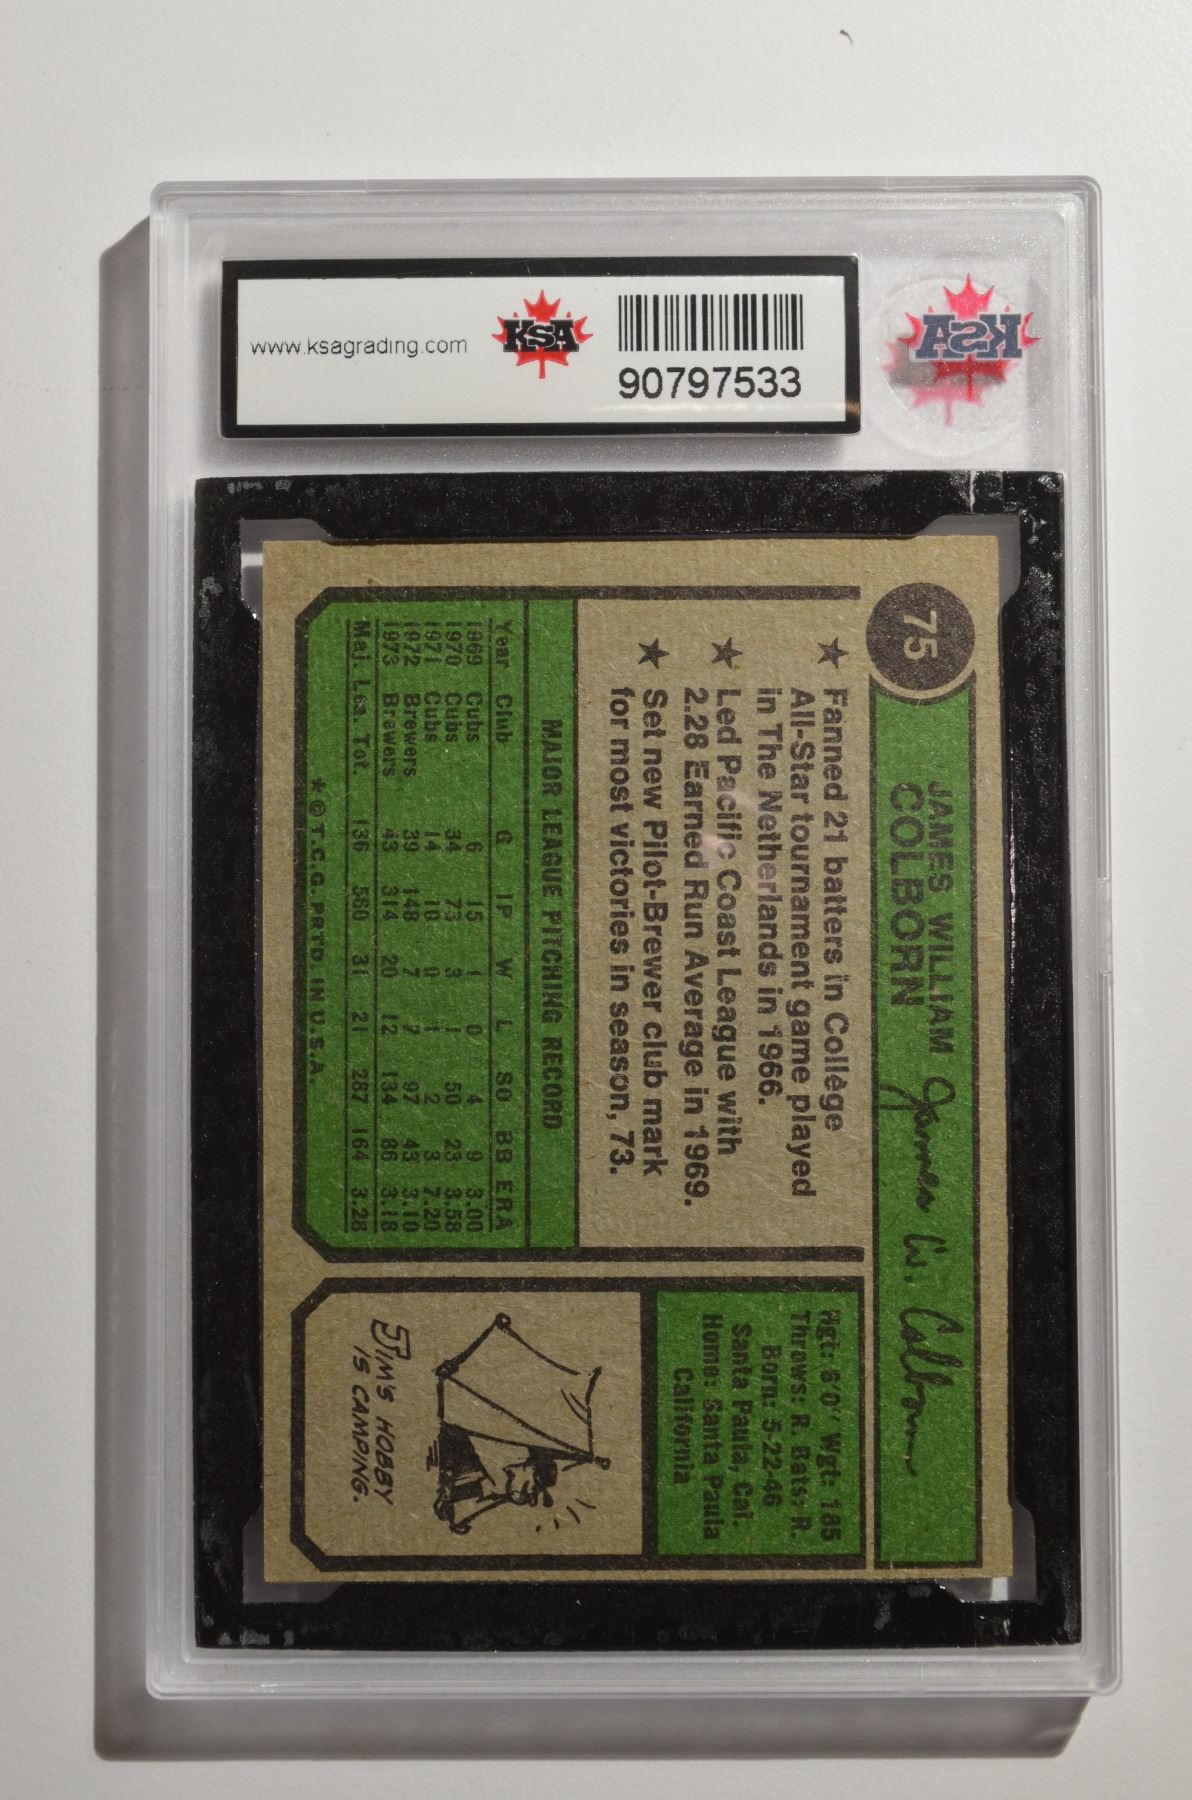 www.ksagrading.com
KSA
90797533
KSA
75
JAMES WILLIAM
COLBORN
James W. Colborn
★ Fanned 21 batters in College
All-Star tournament game played
in The Netherlands in 1966.
★ Led Pacific Coast League with
2.28 Earned Run Average in 1969.
★ Set new Pilot-Brewer club mark
for most victories in season, 73.
Hgt: 6'0" Wgt: 185
Throws: R. Bats: R.
Born: 5-22-46
Santa Paula, Cal.
Home: Santa Paula
California
MAJOR LEAGUE PITCHING RECORD
Year Club G IP W L SO BB ERA
1969 Cubs 6 15 1 0 4 9 3.00
1970 Cubs 34 73 3 1 50 23 3.58
1971 Cubs 14 10 0 1 2 3 7.20
1972 Brewers 39 148 7 7 97 43 3.10
1973 Brewers 43 314 20 12 134 86 3.18
Maj. Lea. Tot. 136 560 31 21 287 164 3.28
* © T.C.G. PRTD. IN U.S.A.
JIM'S HOBBY
IS CAMPING.